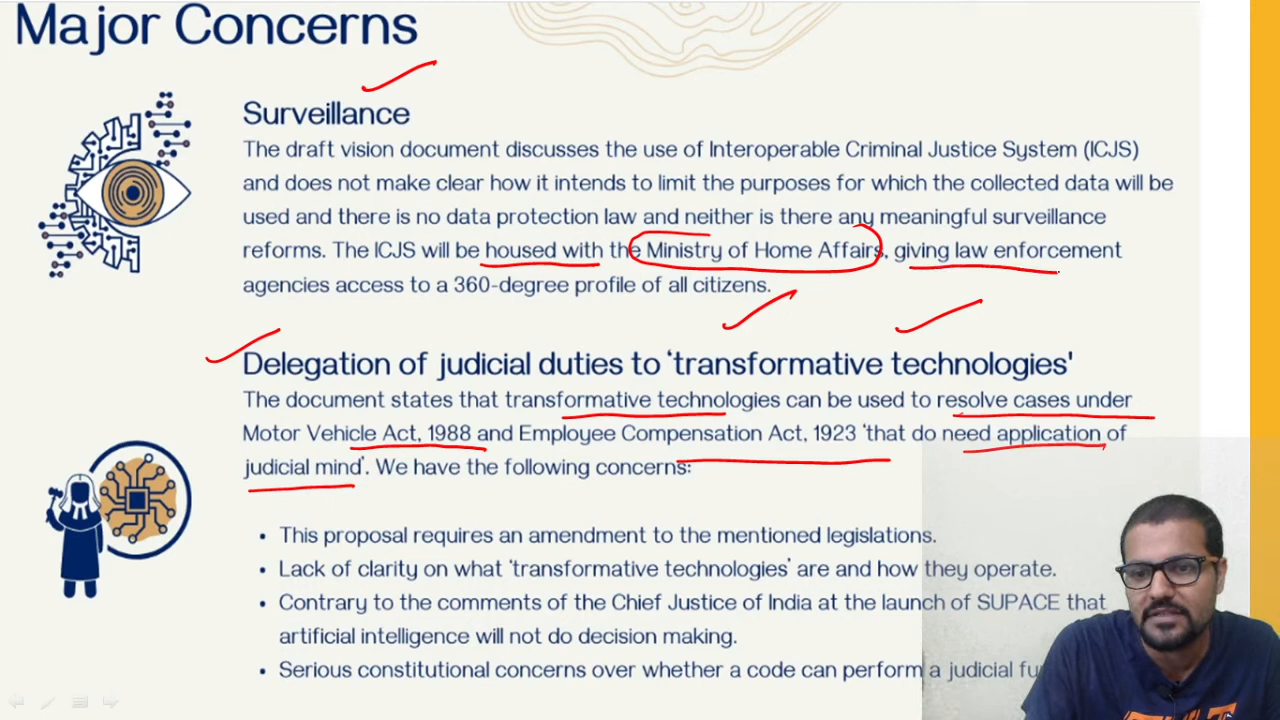 Major Concerns
Surveillance
The draft vision document discusses the use of Interoperable Criminal Justice System (ICJS)
and does not make clear how it intends to limit the purposes for which the collected data will be
used and there is no data protection law and neither is there any meaningful surveillance
reforms. The ICJS will be housed with the Ministry of Home Affairs, giving law enforcement
agencies access to a 360-degree profile of all citizens.
Delegation of judicial duties to ‘transformative technologies'
The document states that transformative technologies can be used to resolve cases under
Motor Vehicle Act, 1988 and Employee Compensation Act, 1923 ‘that do need application of
judicial mind’. We have the following concerns:
• This proposal requires an amendment to the mentioned legislations.
• Lack of clarity on what ‘transformative technologies’ are and how they operate.
• Contrary to the comments of the Chief Justice of India at the launch of SUPACE that
artificial intelligence will not do decision making.
• Serious constitutional concerns over whether a code can perform a judicial